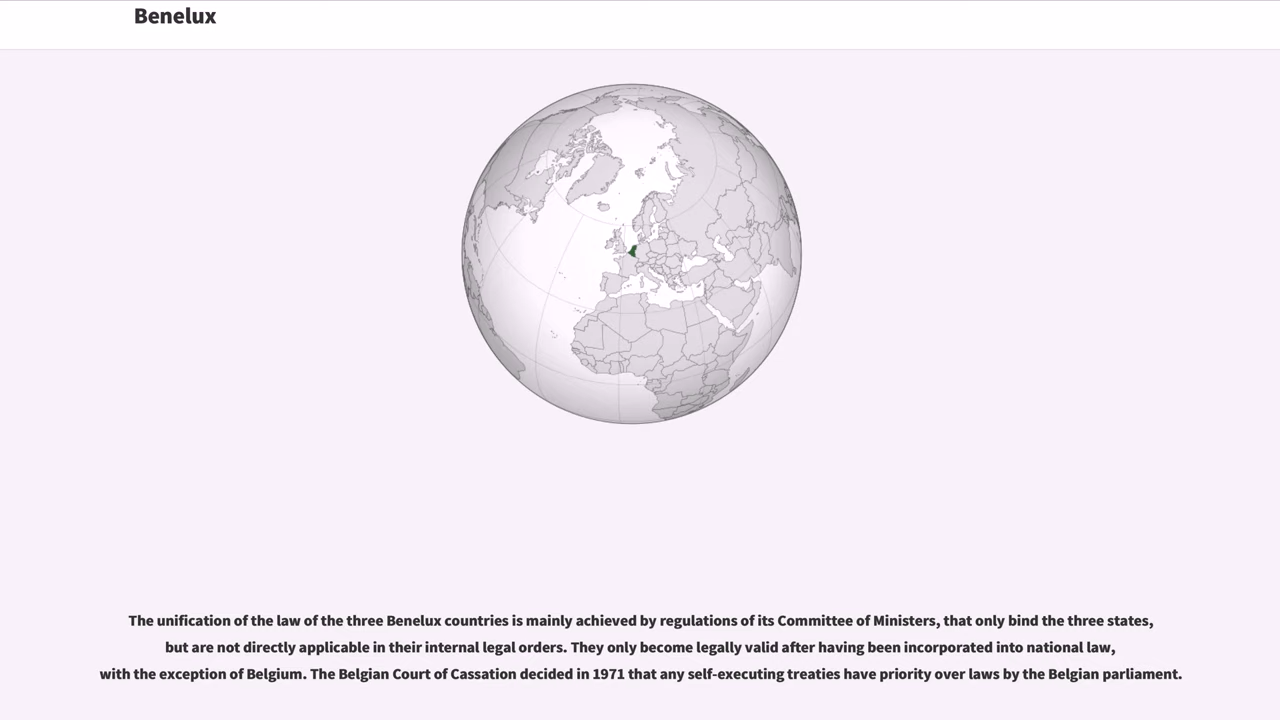 Benelux
The unification of the law of the three Benelux countries is mainly achieved by regulations of its Committee of Ministers, that only bind the three states,
but are not directly applicable in their internal legal orders. They only become legally valid after having been incorporated into national law,
with the exception of Belgium. The Belgian Court of Cassation decided in 1971 that any self-executing treaties have priority over laws by the Belgian parliament.